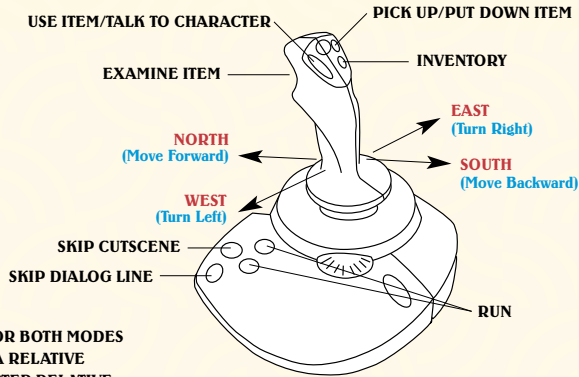 USE ITEM/TALK TO CHARACTER
PICK UP/PUT DOWN ITEM
EXAMINE ITEM
INVENTORY
EAST
(Turn Right)
NORTH
(Move Forward)
SOUTH
(Move Backward)
WEST
(Turn Left)
SKIP CUTSCENE
SKIP DIALOG LINE
RUN
OR BOTH MODES
A RELATIVE